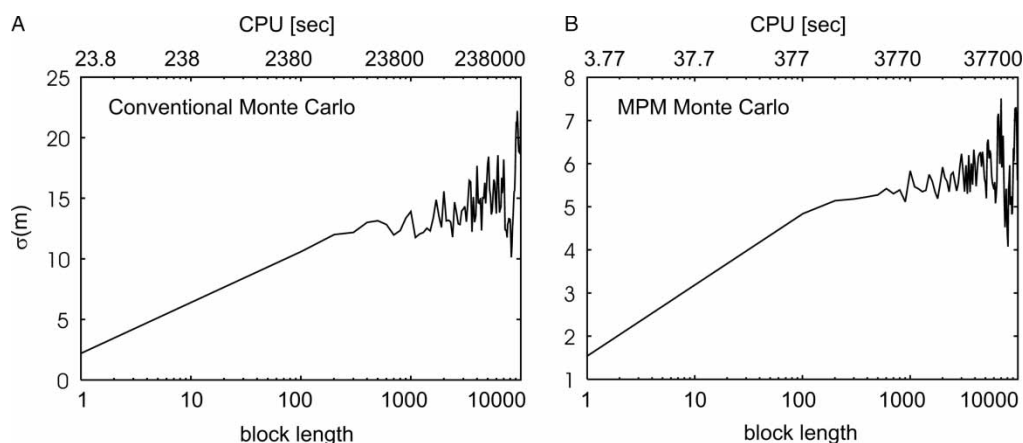 A
CPU [sec]
23.8 238 2380 23800 238000
25
Conventional Monte Carlo
20
15
σ(m)
10
5
0
1 10 100 1000 10000
block length
B
CPU [sec]
3.77 37.7 377 3770 37700
8
MPM Monte Carlo
7
6
5
4
3
2
1
1 10 100 1000 10000
block length